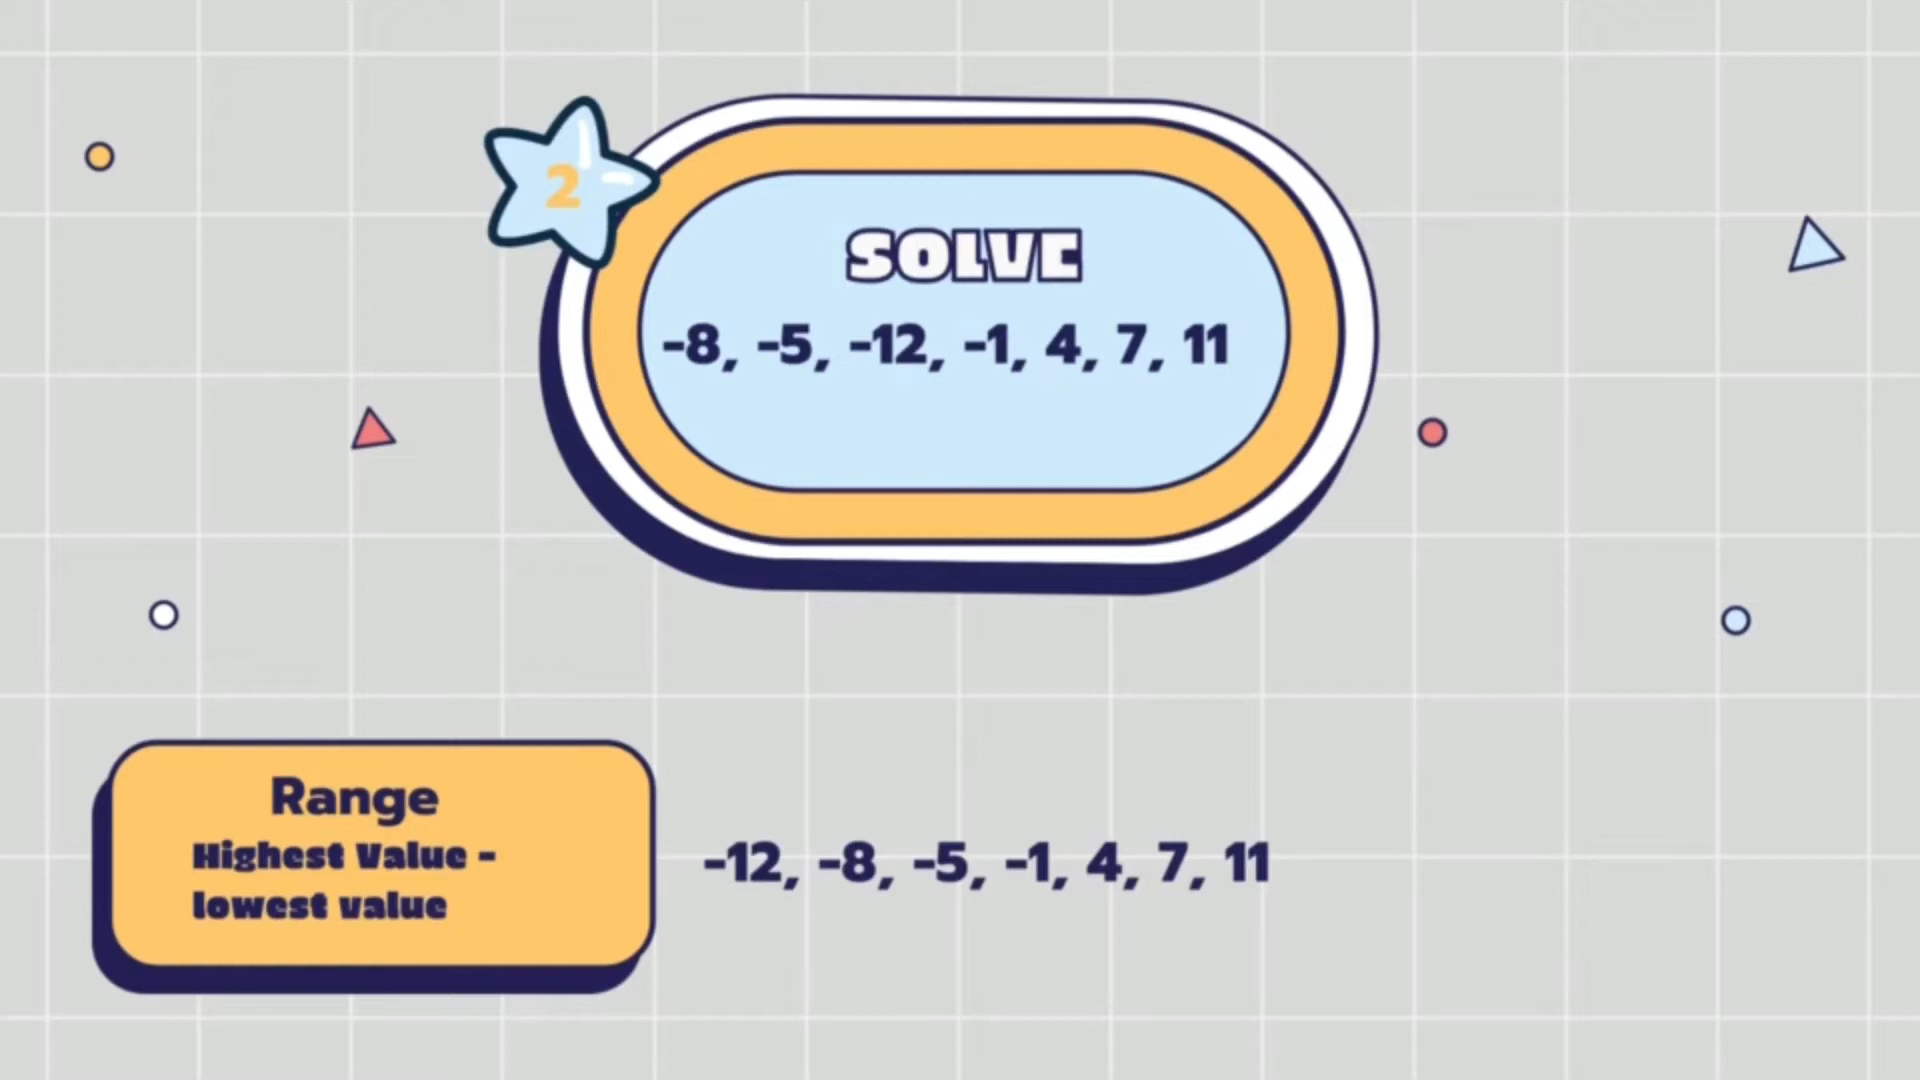 2
SOLVE
-8, -5, -12, -1, 4, 7, 11
Range
Highest Value -
lowest value
-12, -8, -5, -1, 4, 7, 11